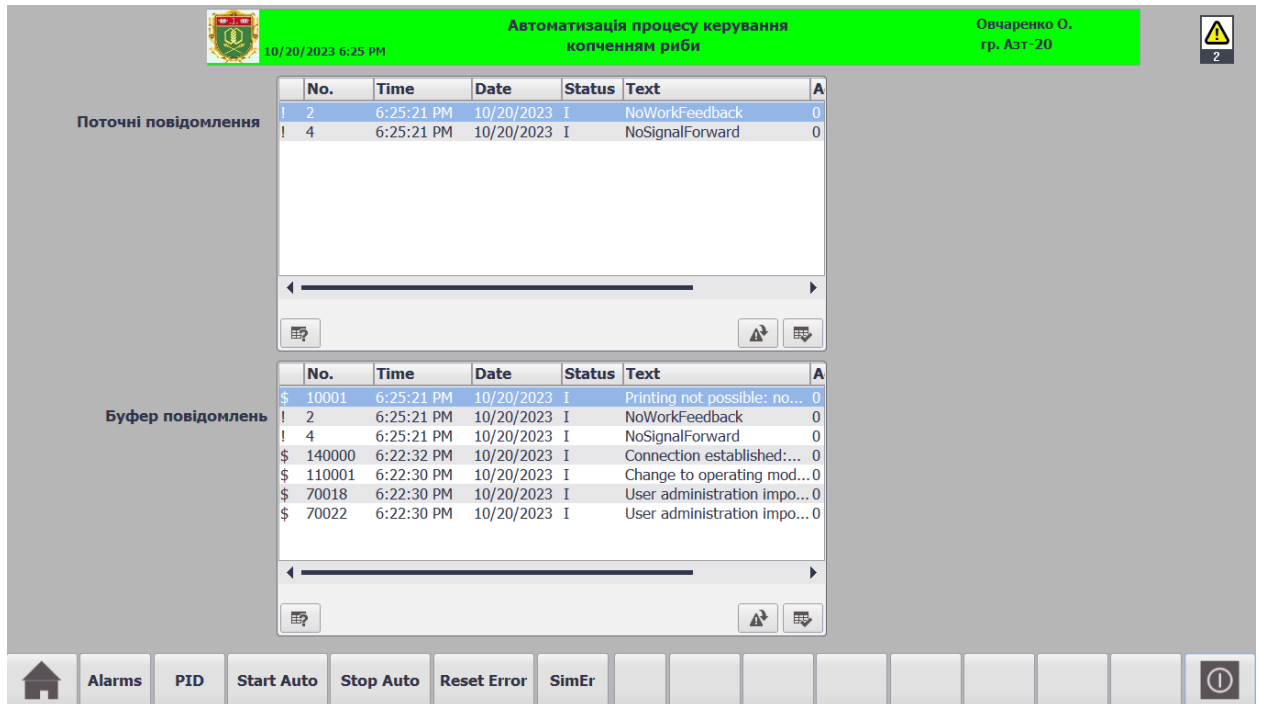 Автоматизація процесу керування
копченням риби
10/20/2023 6:25 PM
Овчаренко О.
гр. Азт-20
2
Поточні повідомлення
No. Time Date Status Text A
! 2 6:25:21 PM 10/20/2023 I NoWorkFeedback 0
! 4 6:25:21 PM 10/20/2023 I NoSignalForward 0
Буфер повідомлень
No. Time Date Status Text A
$ 10001 6:25:21 PM 10/20/2023 I Printing not possible: no... 0
! 2 6:25:21 PM 10/20/2023 I NoWorkFeedback 0
! 4 6:25:21 PM 10/20/2023 I NoSignalForward 0
$ 140000 6:22:32 PM 10/20/2023 I Connection established:... 0
$ 110001 6:22:30 PM 10/20/2023 I Change to operating mod... 0
$ 70018 6:22:30 PM 10/20/2023 I User administration impo... 0
$ 70022 6:22:30 PM 10/20/2023 I User administration impo... 0
Alarms PID Start Auto Stop Auto Reset Error SimEr